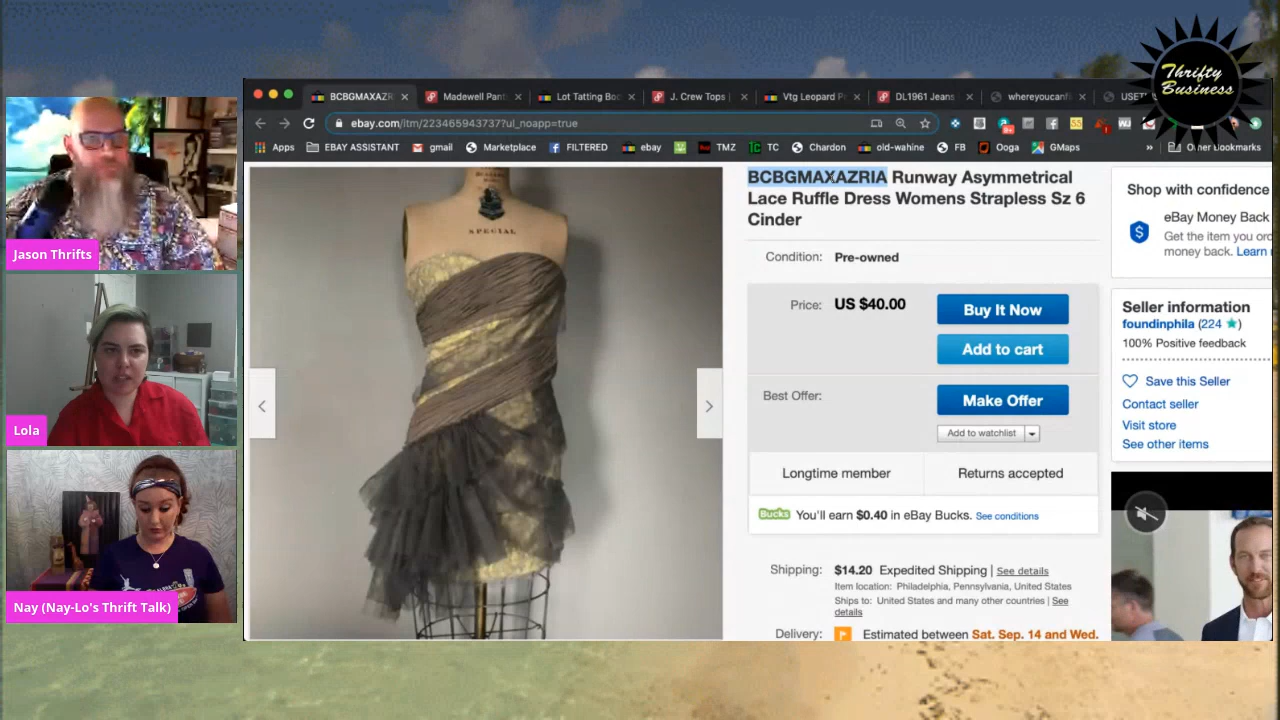 Thrifty
Business
BCBGMAXAZR
Madewell Pant
Lot Tatting Boo
J. Crew Tops |
Vtg Leopard P
DL1961 Jeans
whereyoucanfi
USET
ebay.com/itm/223465943737?ul_noapp=true
Apps
EBAY ASSISTANT
gmail
Marketplace
FILTERED
ebay
TMZ
TC
Chardon
old-wahine
FB
Ooga
GMaps
»
Other Bookmarks
Jason Thrifts
Lola
Nay (Nay-Lo's Thrift Talk)
SPECIAL
BCBGMAXAZRIA Runway Asymmetrical
Lace Ruffle Dress Womens Strapless Sz 6
Cinder
Condition: Pre-owned
Price: US $40.00
Buy It Now
Add to cart
Best Offer:
Make Offer
Add to watchlist
Longtime member
Returns accepted
Bucks You'll earn $0.40 in eBay Bucks. See conditions
Shipping: $14.20 Expedited Shipping | See details
Item location: Philadelphia, Pennsylvania, United States
Ships to: United States and many other countries | See
details
Delivery: Estimated between Sat. Sep. 14 and Wed.
Shop with confidence
eBay Money Back
Get the item you ord
money back. Learn
Seller information
foundinphila (224 ★)
100% Positive feedback
Save this Seller
Contact seller
Visit store
See other items